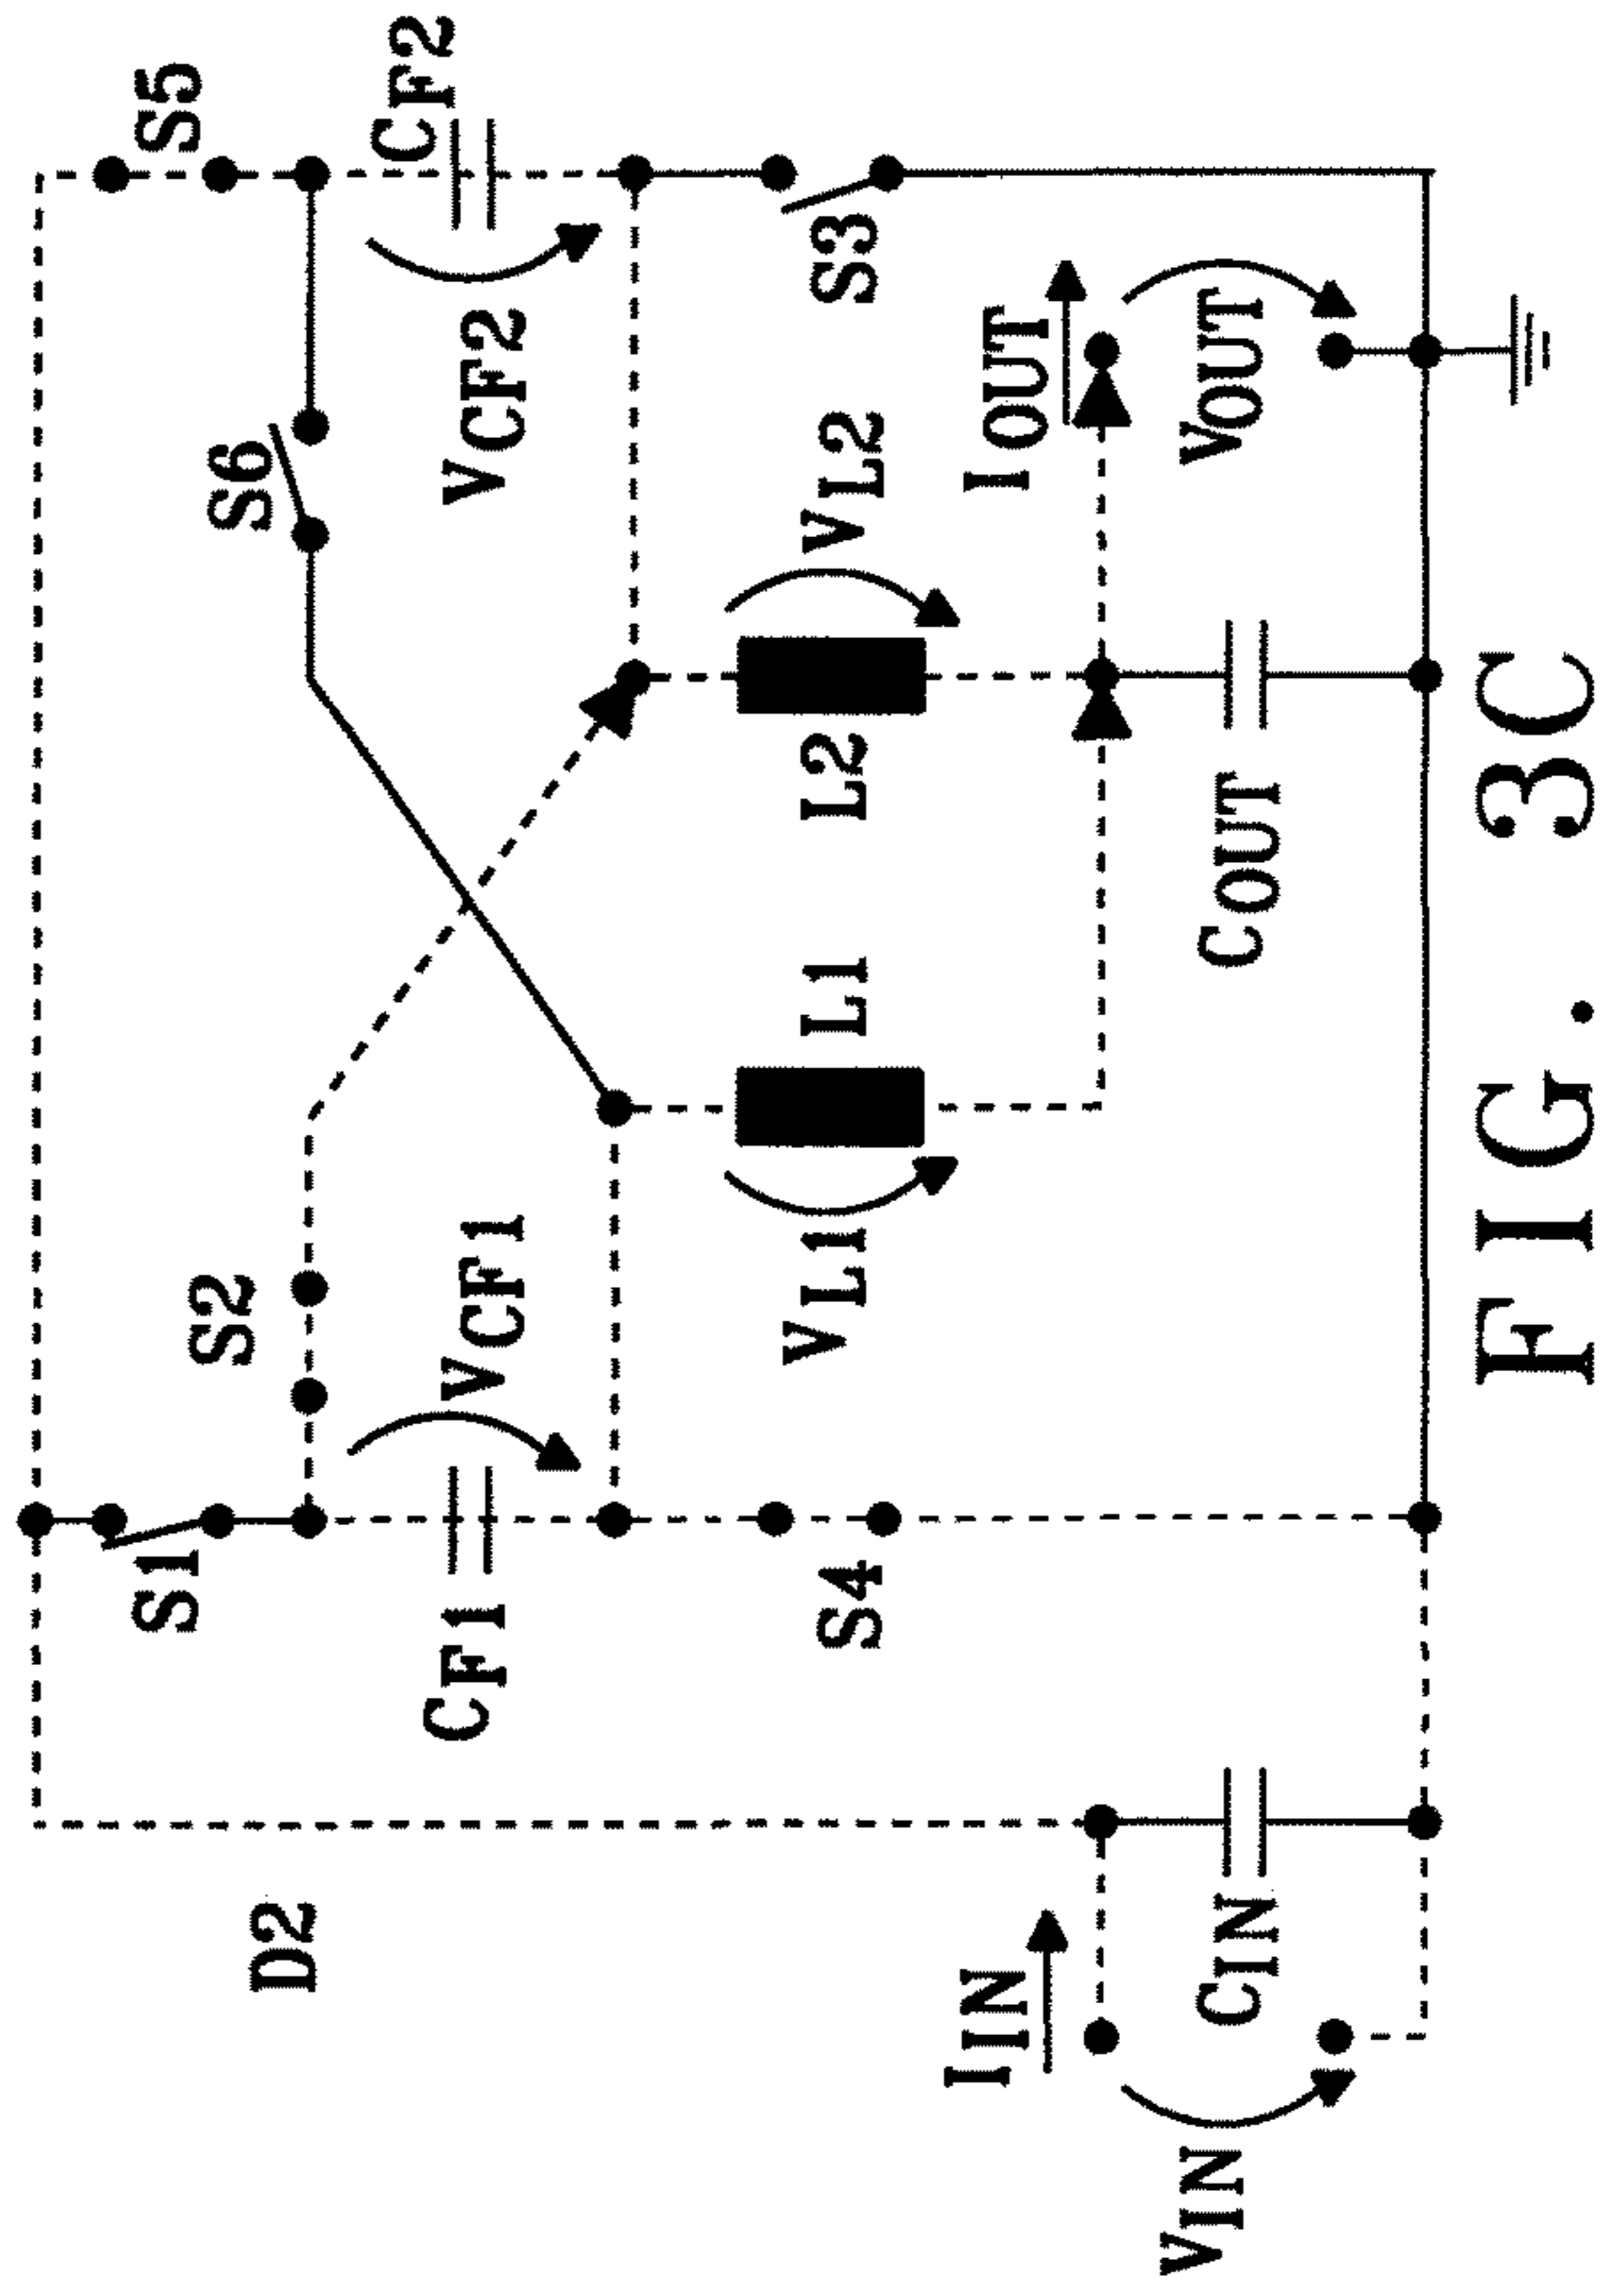 S1
S2
S6
S5
D2
CF1
VCF1
VCF2
CF2
S4
VL1
L1
L2
VL2
S3
IIN
IOUT
VIN
CIN
COUT
VOUT
FIG. 3C